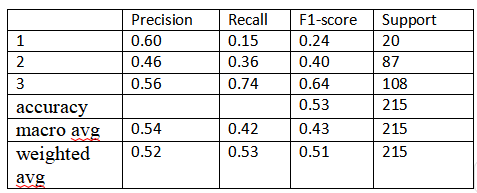 Precision Recall F1-score Support
1 0.60 0.15 0.24 20
2 0.46 0.36 0.40 87
3 0.56 0.74 0.64 108
accuracy 0.53 215
macro avg 0.54 0.42 0.43 215
weighted 0.52 0.53 0.51 215
avg